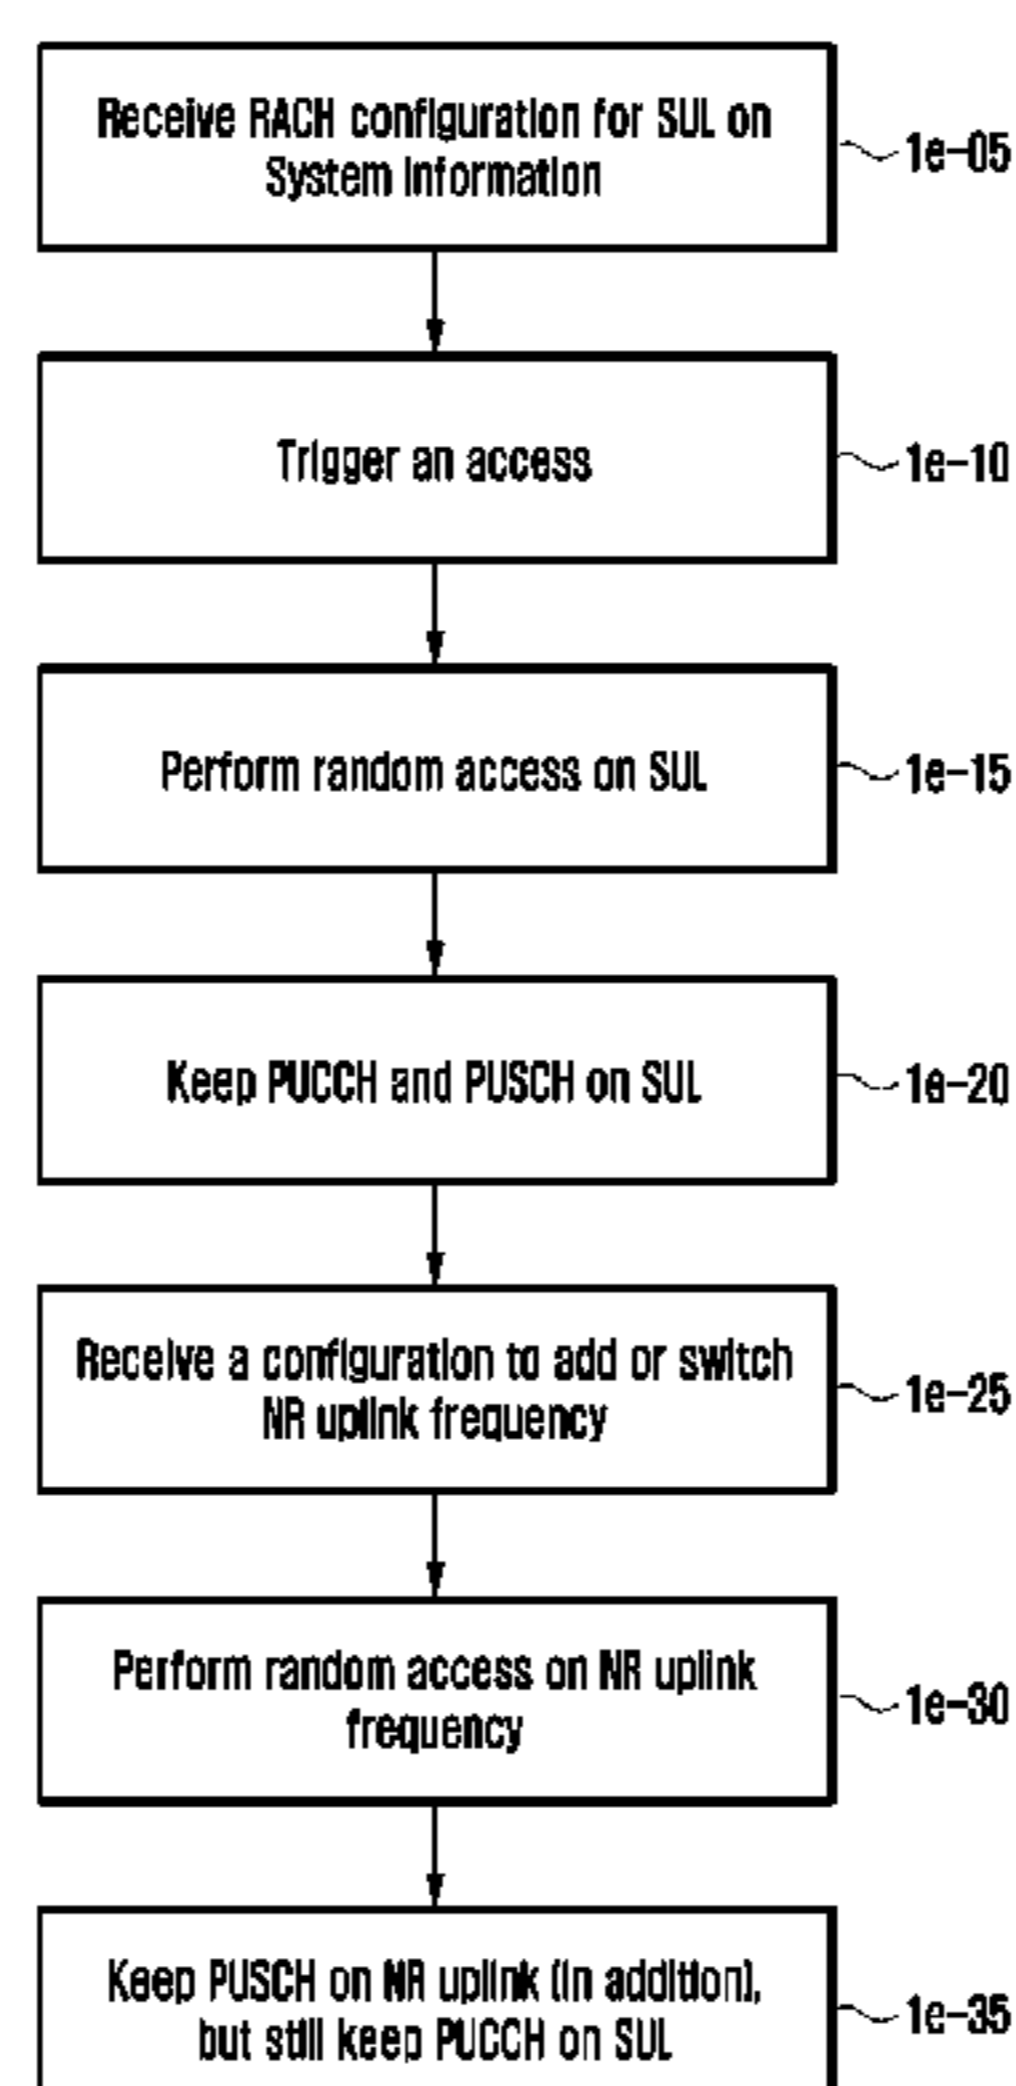 Receive RACH configuration for SUL on
System Information
1e-05
Trigger an access
1e-10
Perform random access on SUL
1e-15
Keep PUCCH and PUSCH on SUL
1e-20
Receive a configuration to add or switch
NR uplink frequency
1e-25
Perform random access on NR uplink
frequency
1e-30
Keep PUSCH on NR uplink (in addition),
but still keep PUCCH on SUL
1e-35